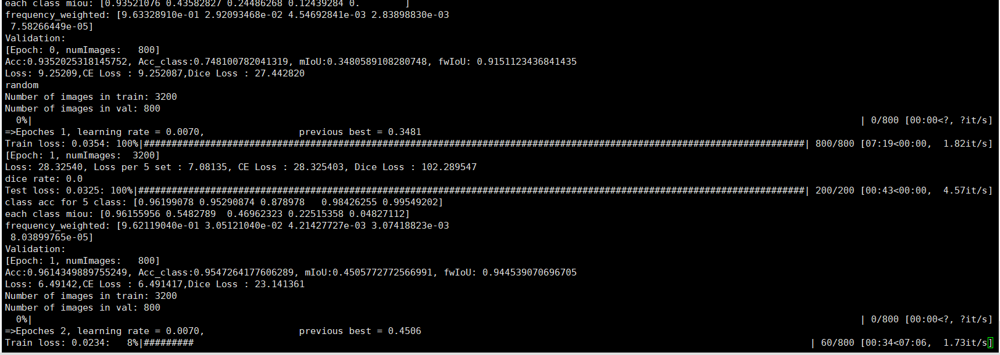 each class miou: [0.93521076 0.43582827 0.24486268 0.12439284 0.        ]
frequency_weighted: [9.63328910e-01 2.92093468e-02 4.54692841e-03 2.83898830e-03
 7.58266449e-05]
Validation:
[Epoch: 0, numImages:   800]
Acc:0.9352025318145752, Acc_class:0.748100782041319, mIoU:0.3480589108280748, fwIoU: 0.9151123436841435
Loss: 9.25209,CE Loss : 9.252087,Dice Loss : 27.442820
random
Number of images in train: 3200
Number of images in val: 800
  0%| | 0/800 [00:00<?, ?it/s]
=>Epoches 1, learning rate = 0.0070,                 previous best = 0.3481
Train loss: 0.0354: 100%|#######################################################################################################################| 800/800 [07:19<00:00,  1.82it/s]
[Epoch: 1, numImages:  3200]
Loss: 28.32540, Loss per 5 set : 7.08135, CE Loss : 28.325403, Dice Loss : 102.289547
dice rate: 0.0
Test loss: 0.0325: 100%|########################################################################################################################| 200/200 [00:43<00:00,  4.57it/s]
class acc for 5 class: [0.96199078 0.95290874 0.878978   0.98426255 0.99549202]
each class miou: [0.96155956 0.5482789  0.46962323 0.22515358 0.04827112]
frequency_weighted: [9.62119040e-01 3.05121040e-02 4.21427727e-03 3.07418823e-03
 8.03899765e-05]
Validation:
[Epoch: 1, numImages:   800]
Acc:0.9614349889755249, Acc_class:0.9547264177606289, mIoU:0.4505772772566991, fwIoU: 0.944539070696705
Loss: 6.49142,CE Loss : 6.491417,Dice Loss : 23.141361
Number of images in train: 3200
Number of images in val: 800
  0%| | 0/800 [00:00<?, ?it/s]
=>Epoches 2, learning rate = 0.0070,                 previous best = 0.4506
Train loss: 0.0234:   8%|######### | 60/800 [00:34<07:06,  1.73it/s]